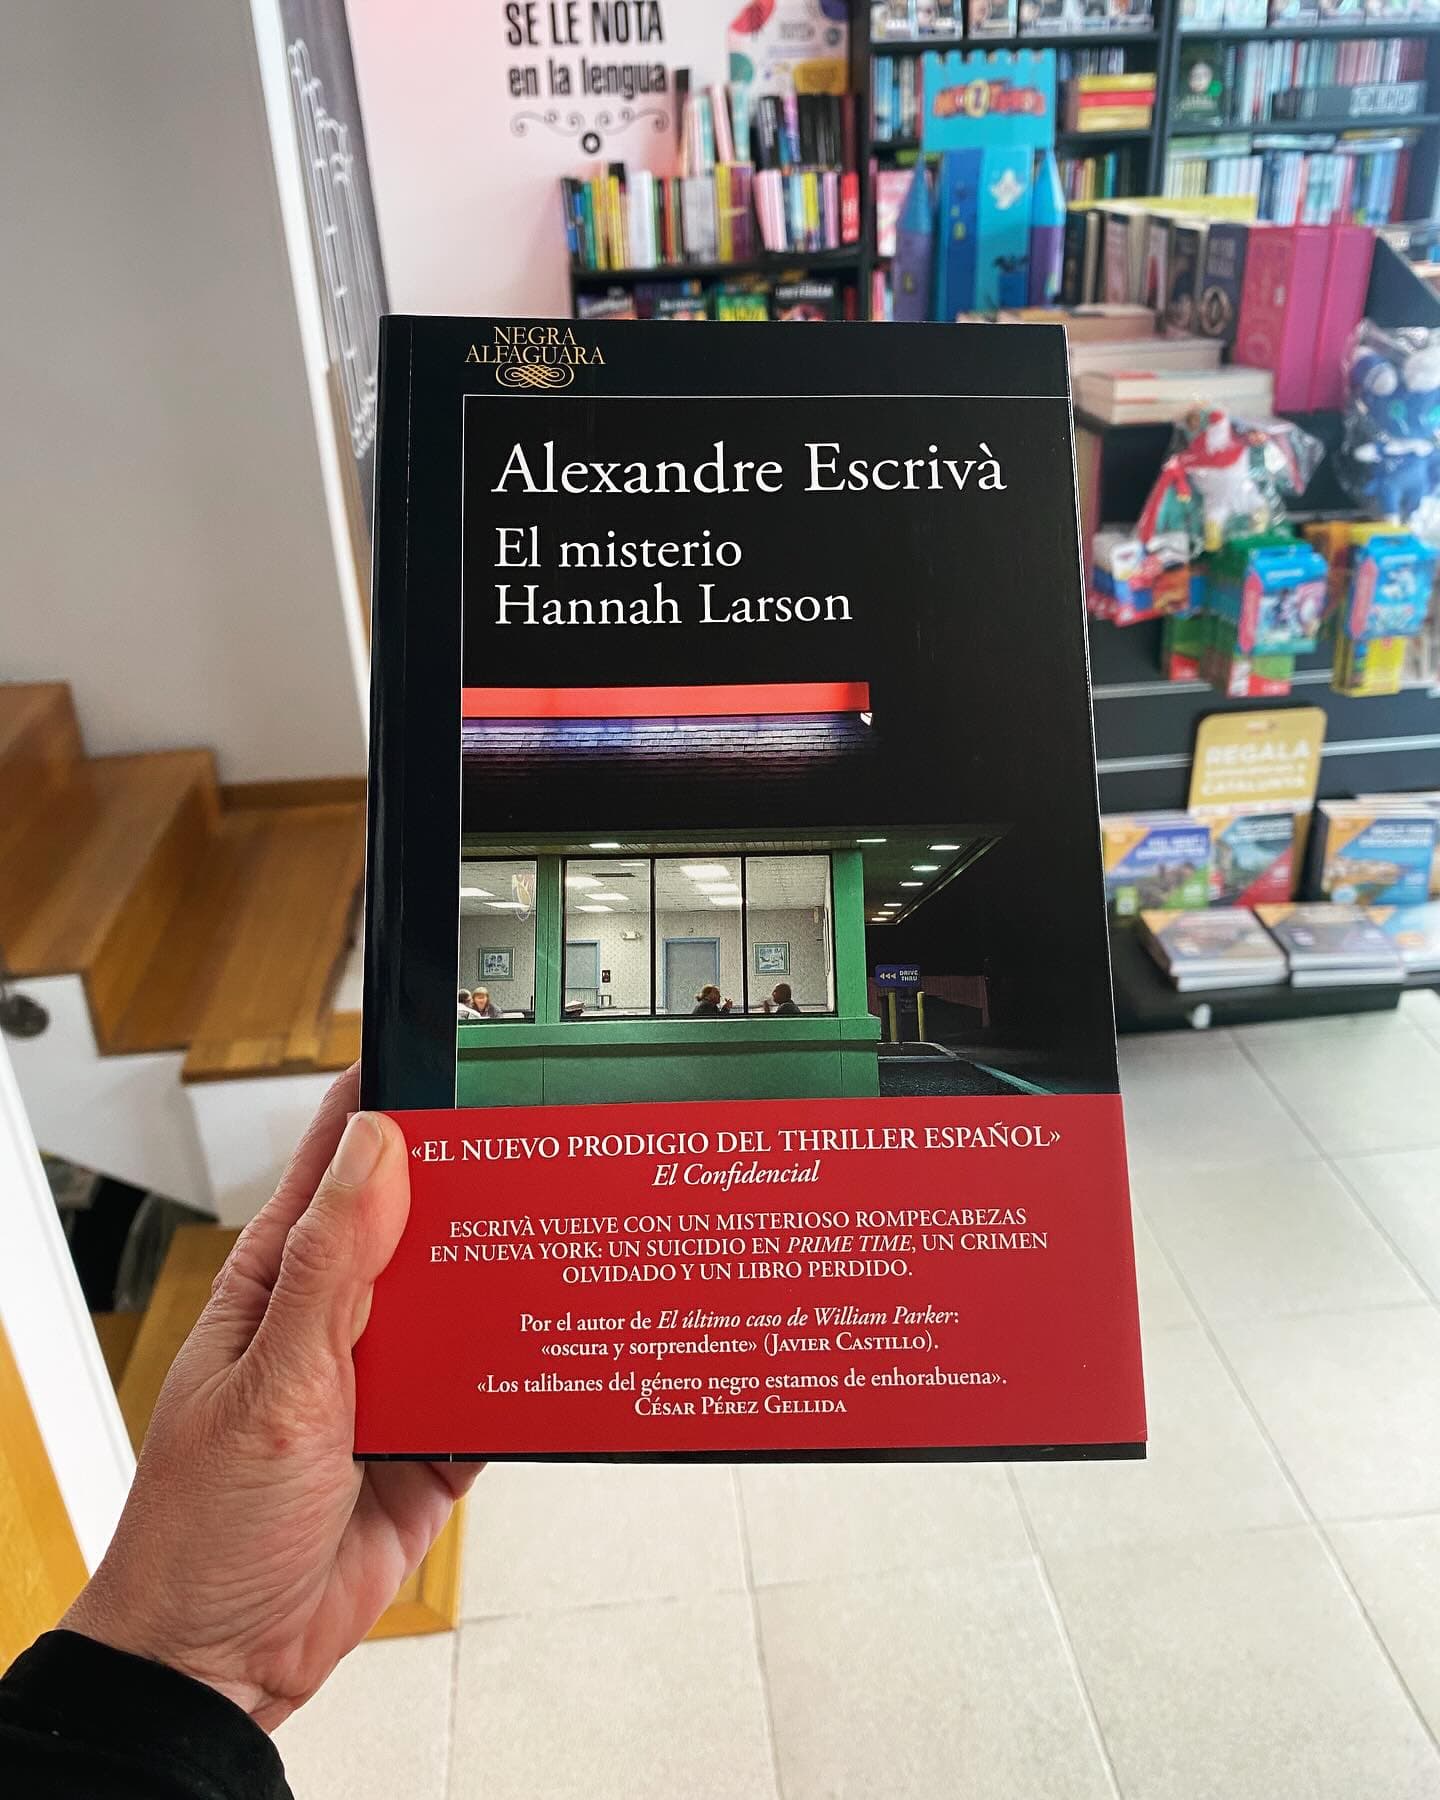 SE LE NOTA
en la lengua
NEGRA
ALFAGUARA
Alexandre Escrivà
El misterio
Hannah Larson
DRIVE
THRU
«EL NUEVO PRODIGIO DEL THRILLER ESPAÑOL»
El Confidencial
ESCRIVÀ VUELVE CON UN MISTERIOSO ROMPECABEZAS
EN NUEVA YORK: UN SUICIDIO EN PRIME TIME, UN CRIMEN
OLVIDADO Y UN LIBRO PERDIDO.
Por el autor de El último caso de William Parker:
«oscura y sorprendente» (JAVIER CASTILLO).
«Los talibanes del género negro estamos de enhorabuena».
CÉSAR PÉREZ GELLIDA
REGALA
CATALUNYA